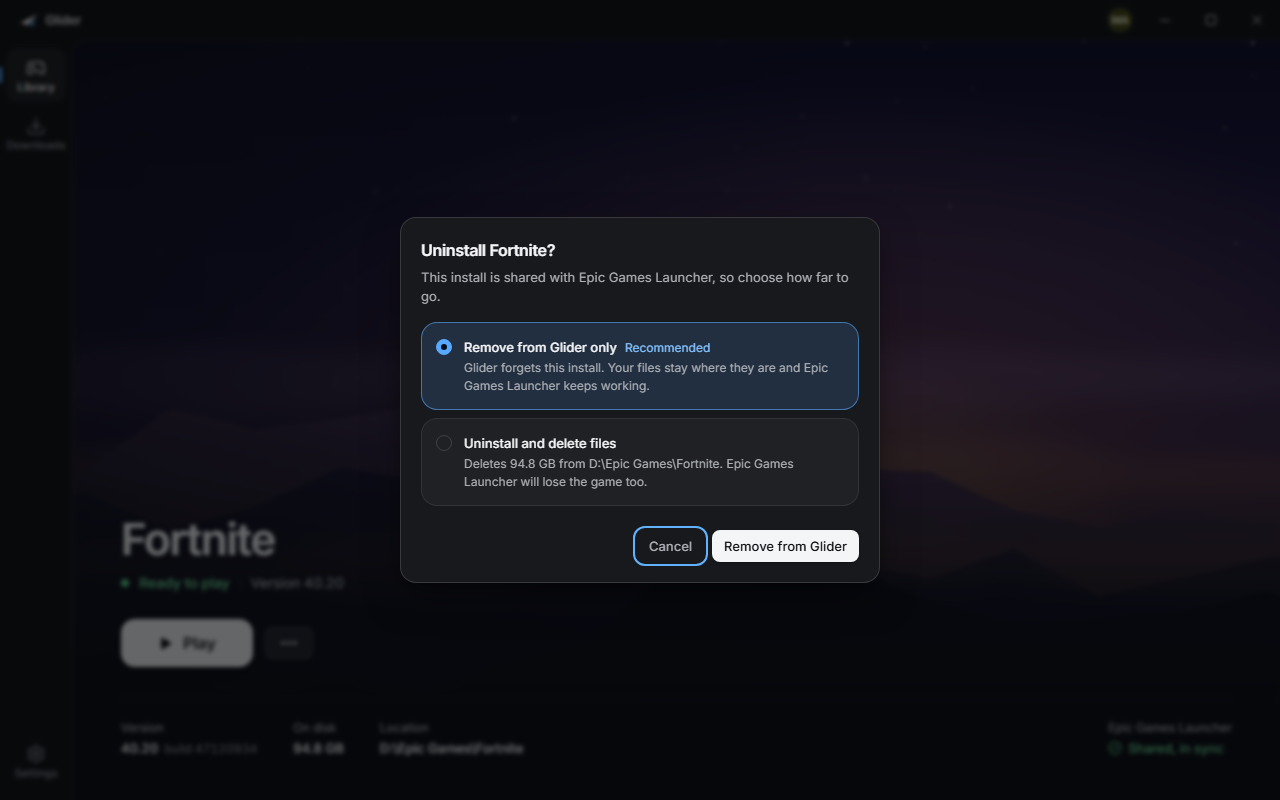 Glider
Library
Downloads
Uninstall Fortnite?
This install is shared with Epic Games Launcher, so choose how far to
go.
Remove from Glider only Recommended
Glider forgets this install. Your files stay where they are and Epic
Games Launcher keeps working.
Uninstall and delete files
Deletes 94.8 GB from D:\Epic Games\Fortnite. Epic Games
Launcher will lose the game too.
Cancel Remove from Glider
Fortnite
Ready to play Version 40.20
Play
Version On disk Location Epic Games Launcher
40.20 build 94.8 GB D:\Epic Games\Fortnite Shared, in sync
Settings